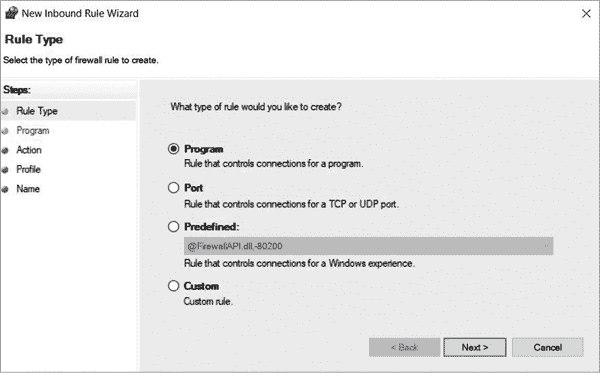 New Inbound Rule Wizard
Rule Type
Select the type of firewall rule to create.
Steps:
Rule Type
Program
Action
Profile
Name
What type of rule would you like to create?
Program
Rule that controls connections for a program.
Port
Rule that controls connections for a TCP or UDP port.
Predefined:
@FirewallAPI.dll,-80200
Rule that controls connections for a Windows experience.
Custom
Custom rule.
< Back
Next >
Cancel